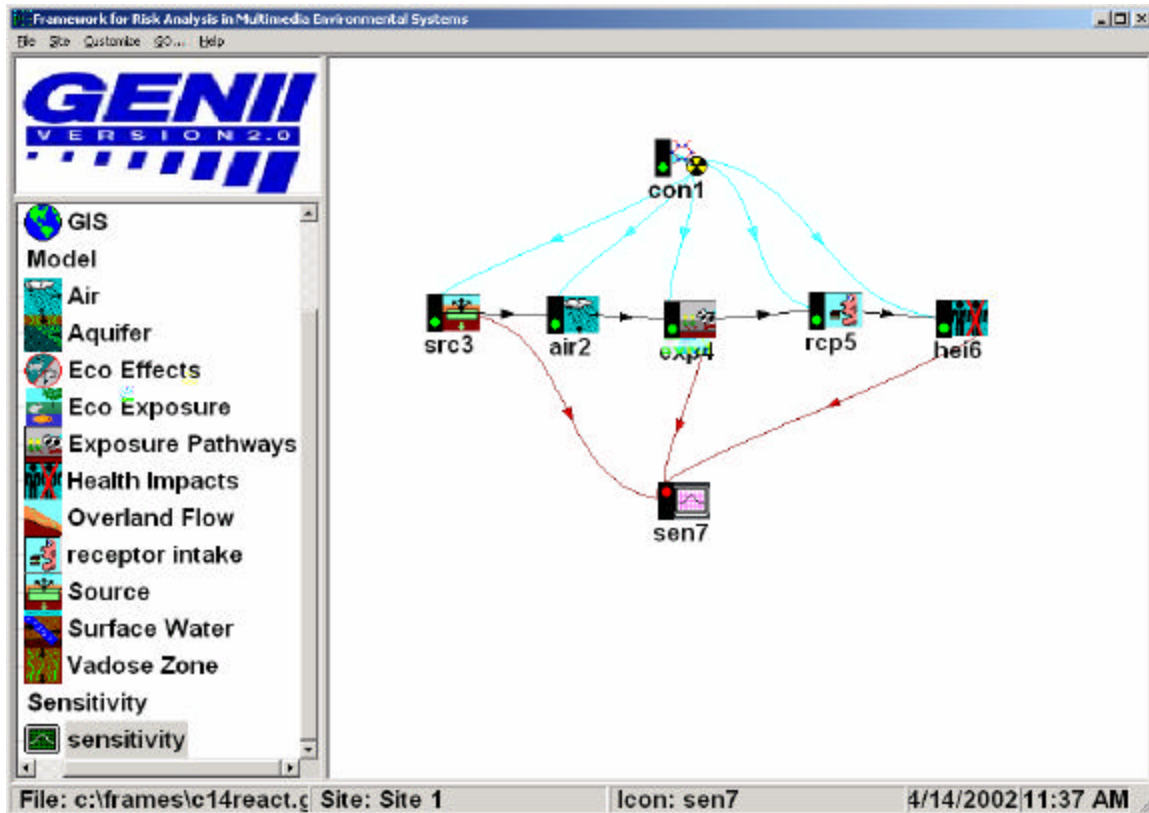 Framework for Risk Analysis in Multimedia Environmental Systems
File Site Customize GO... Help
GENII
VERSION 2.0
GIS
Model
Air
Aquifer
Eco Effects
Eco Exposure
Exposure Pathways
Health Impacts
Overland Flow
receptor intake
Source
Surface Water
Vadose Zone
Sensitivity
sensitivity
con1
src3
air2
exp4
rcp5
hei6
sen7
File: c:\frames\c14react.g Site: Site 1 Icon: sen7 4/14/2002 11:37 AM